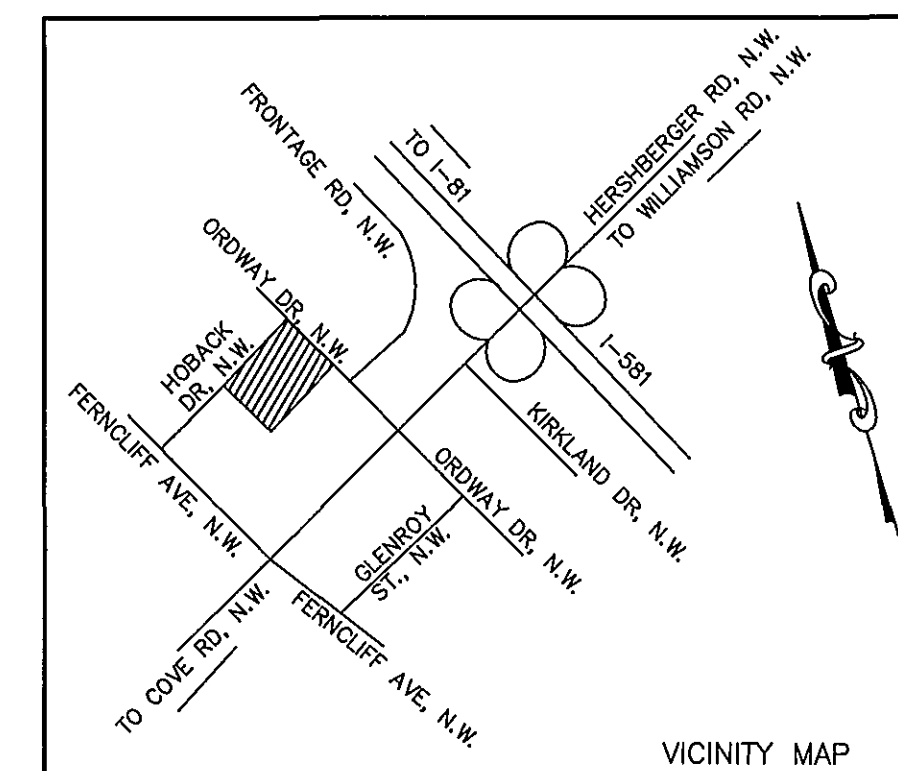 FRONTAGE RD, N.W.
TO I-81
HERSHBERGER RD, N.W.
TO WILLIAMSON RD, N.W.
ORDWAY DR, N.W.
HOBACK
DR, N.W.
I-581
FERNCLIFF AVE, N.W.
KIRKLAND DR, N.W.
ORDWAY DR, N.W.
GLENROY
ST., N.W.
FERNCLIFF AVE, N.W.
TO COVE RD, N.W.
VICINITY MAP